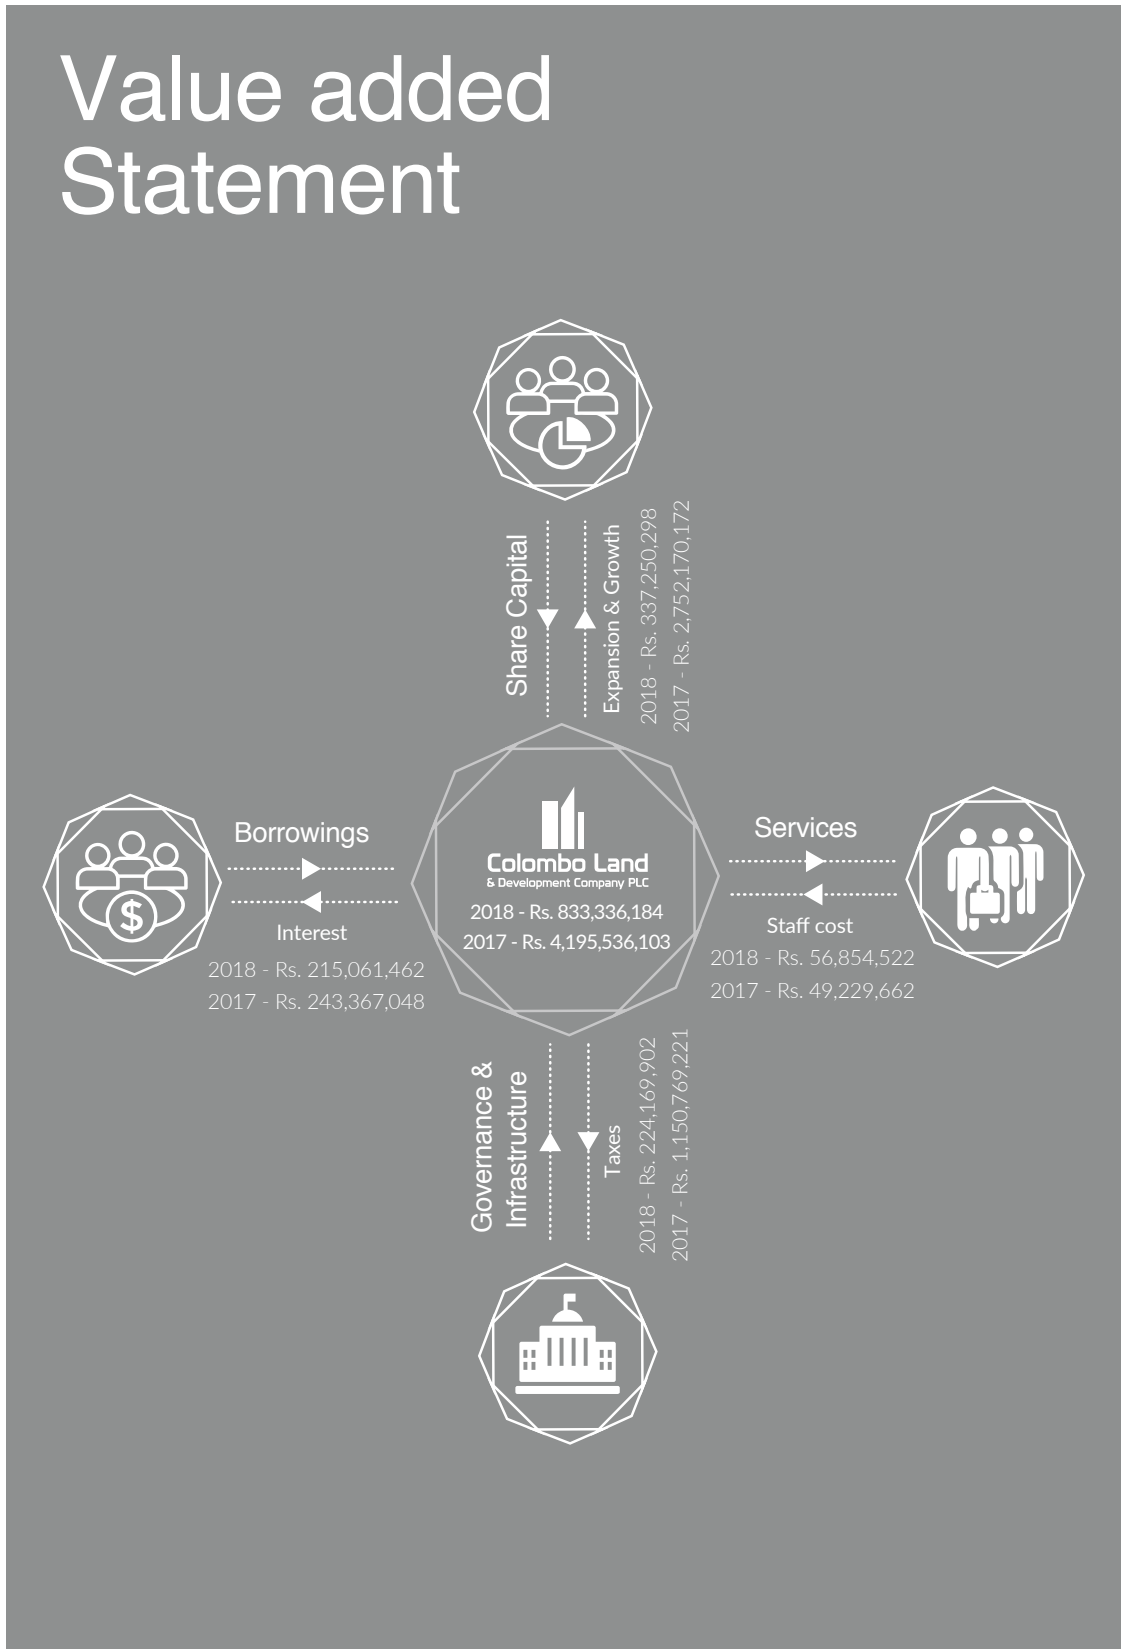 Value added
Statement
Share Capital
Expansion & Growth
2018 - Rs. 337,250,298
2017 - Rs. 2,752,170,172
Borrowings
Interest
2018 - Rs. 215,061,462
2017 - Rs. 243,367,048
Colombo Land
& Development Company PLC
2018 - Rs. 833,336,184
2017 - Rs. 4,195,536,103
Services
Staff cost
2018 - Rs. 56,854,522
2017 - Rs. 49,229,662
Governance &
Infrastructure
Taxes
2018 - Rs. 224,169,902
2017 - Rs. 1,150,769,221
$